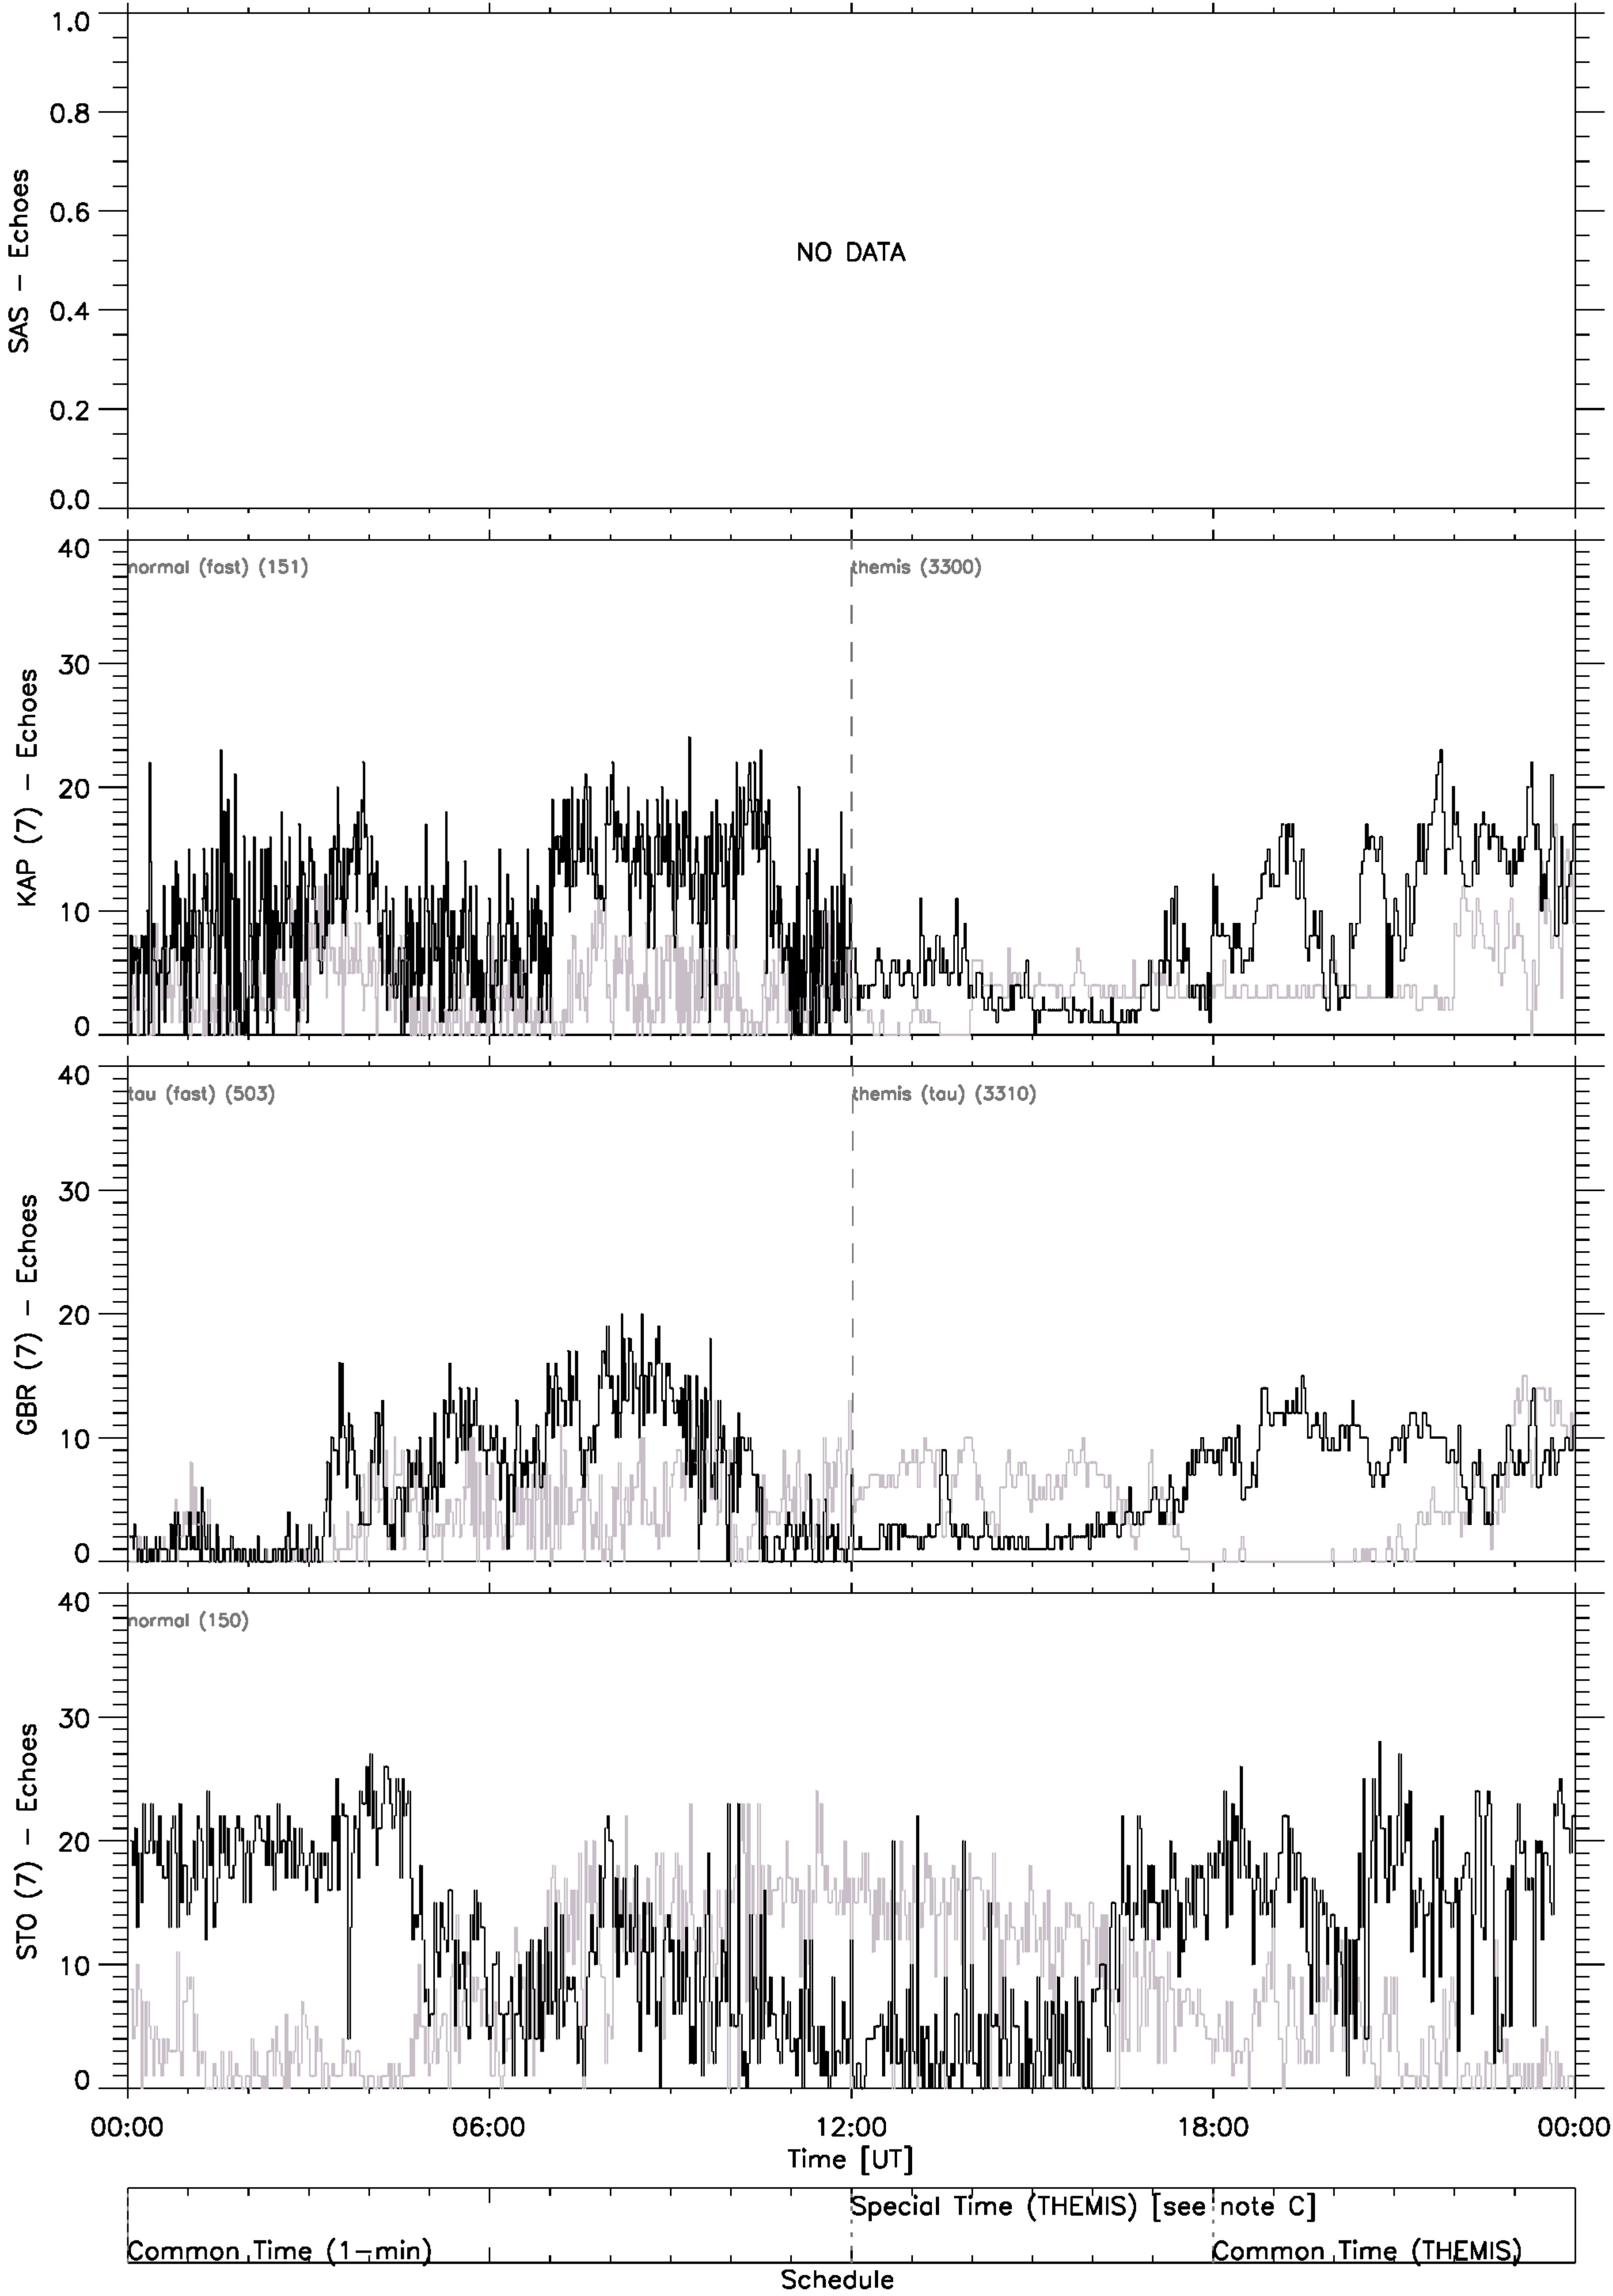 SAS – Echoes
1.0
0.8
0.6
0.4
0.2
0.0
NO DATA
KAP (7) – Echoes
40
30
20
10
0
normal (fast) (151)
themis (3300)
GBR (7) – Echoes
40
30
20
10
0
tau (fast) (503)
themis (tau) (3310)
STO (7) – Echoes
40
30
20
10
0
normal (150)
00:00 06:00 12:00 18:00 00:00
Time [UT]
Special Time (THEMIS) [see note C]
Common Time (1–min) Common Time (THEMIS)
Schedule